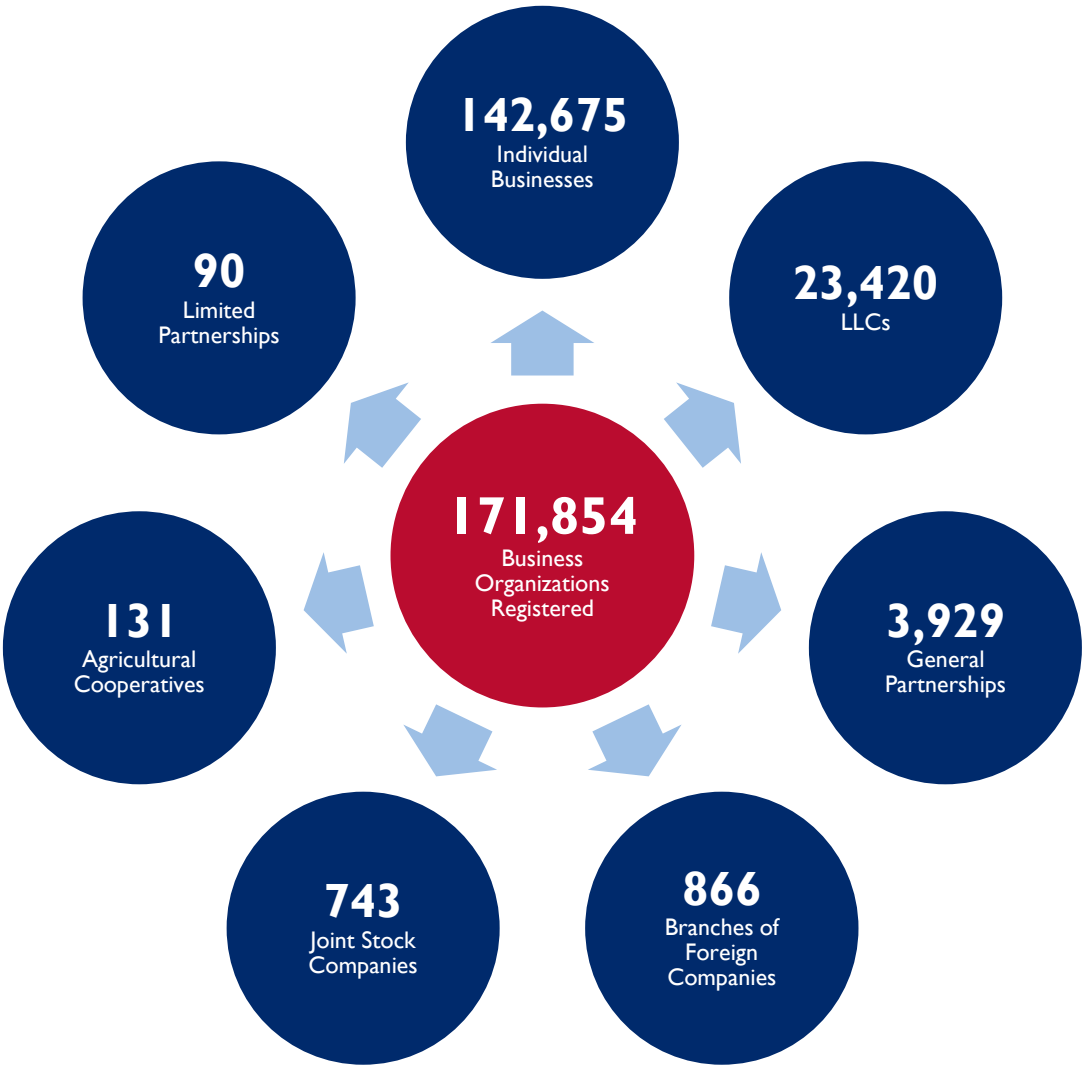 142,675
Individual
Businesses
23,420
LLCs
3,929
General
Partnerships
866
Branches of
Foreign
Companies
743
Joint Stock
Companies
131
Agricultural
Cooperatives
90
Limited
Partnerships
171,854
Business
Organizations
Registered